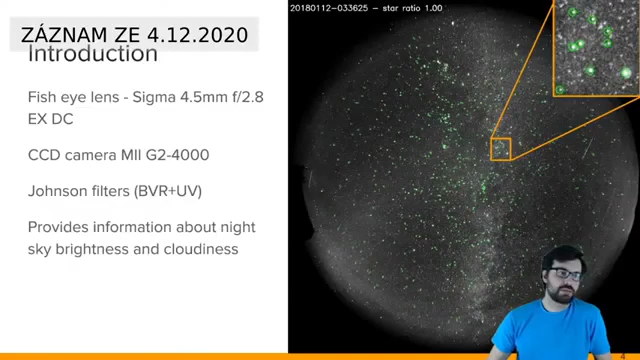 20180112-033625 - star ratio 1.00
ZÁZNAM ZE 4.12.2020
Introduction
Fish eye lens - Sigma 4.5mm f/2.8
EX DC
CCD camera MII G2-4000
Johnson filters (BVR+UV)
Provides information about night
sky brightness and cloudiness
4